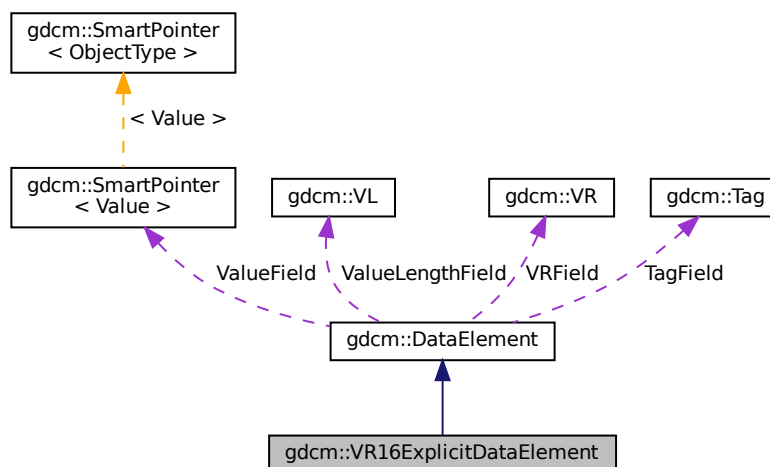 gdcm::SmartPointer
< ObjectType >
< Value >
gdcm::SmartPointer
< Value >
gdcm::VL
gdcm::VR
gdcm::Tag
ValueField
ValueLengthField
VRField
TagField
gdcm::DataElement
gdcm::VR16ExplicitDataElement